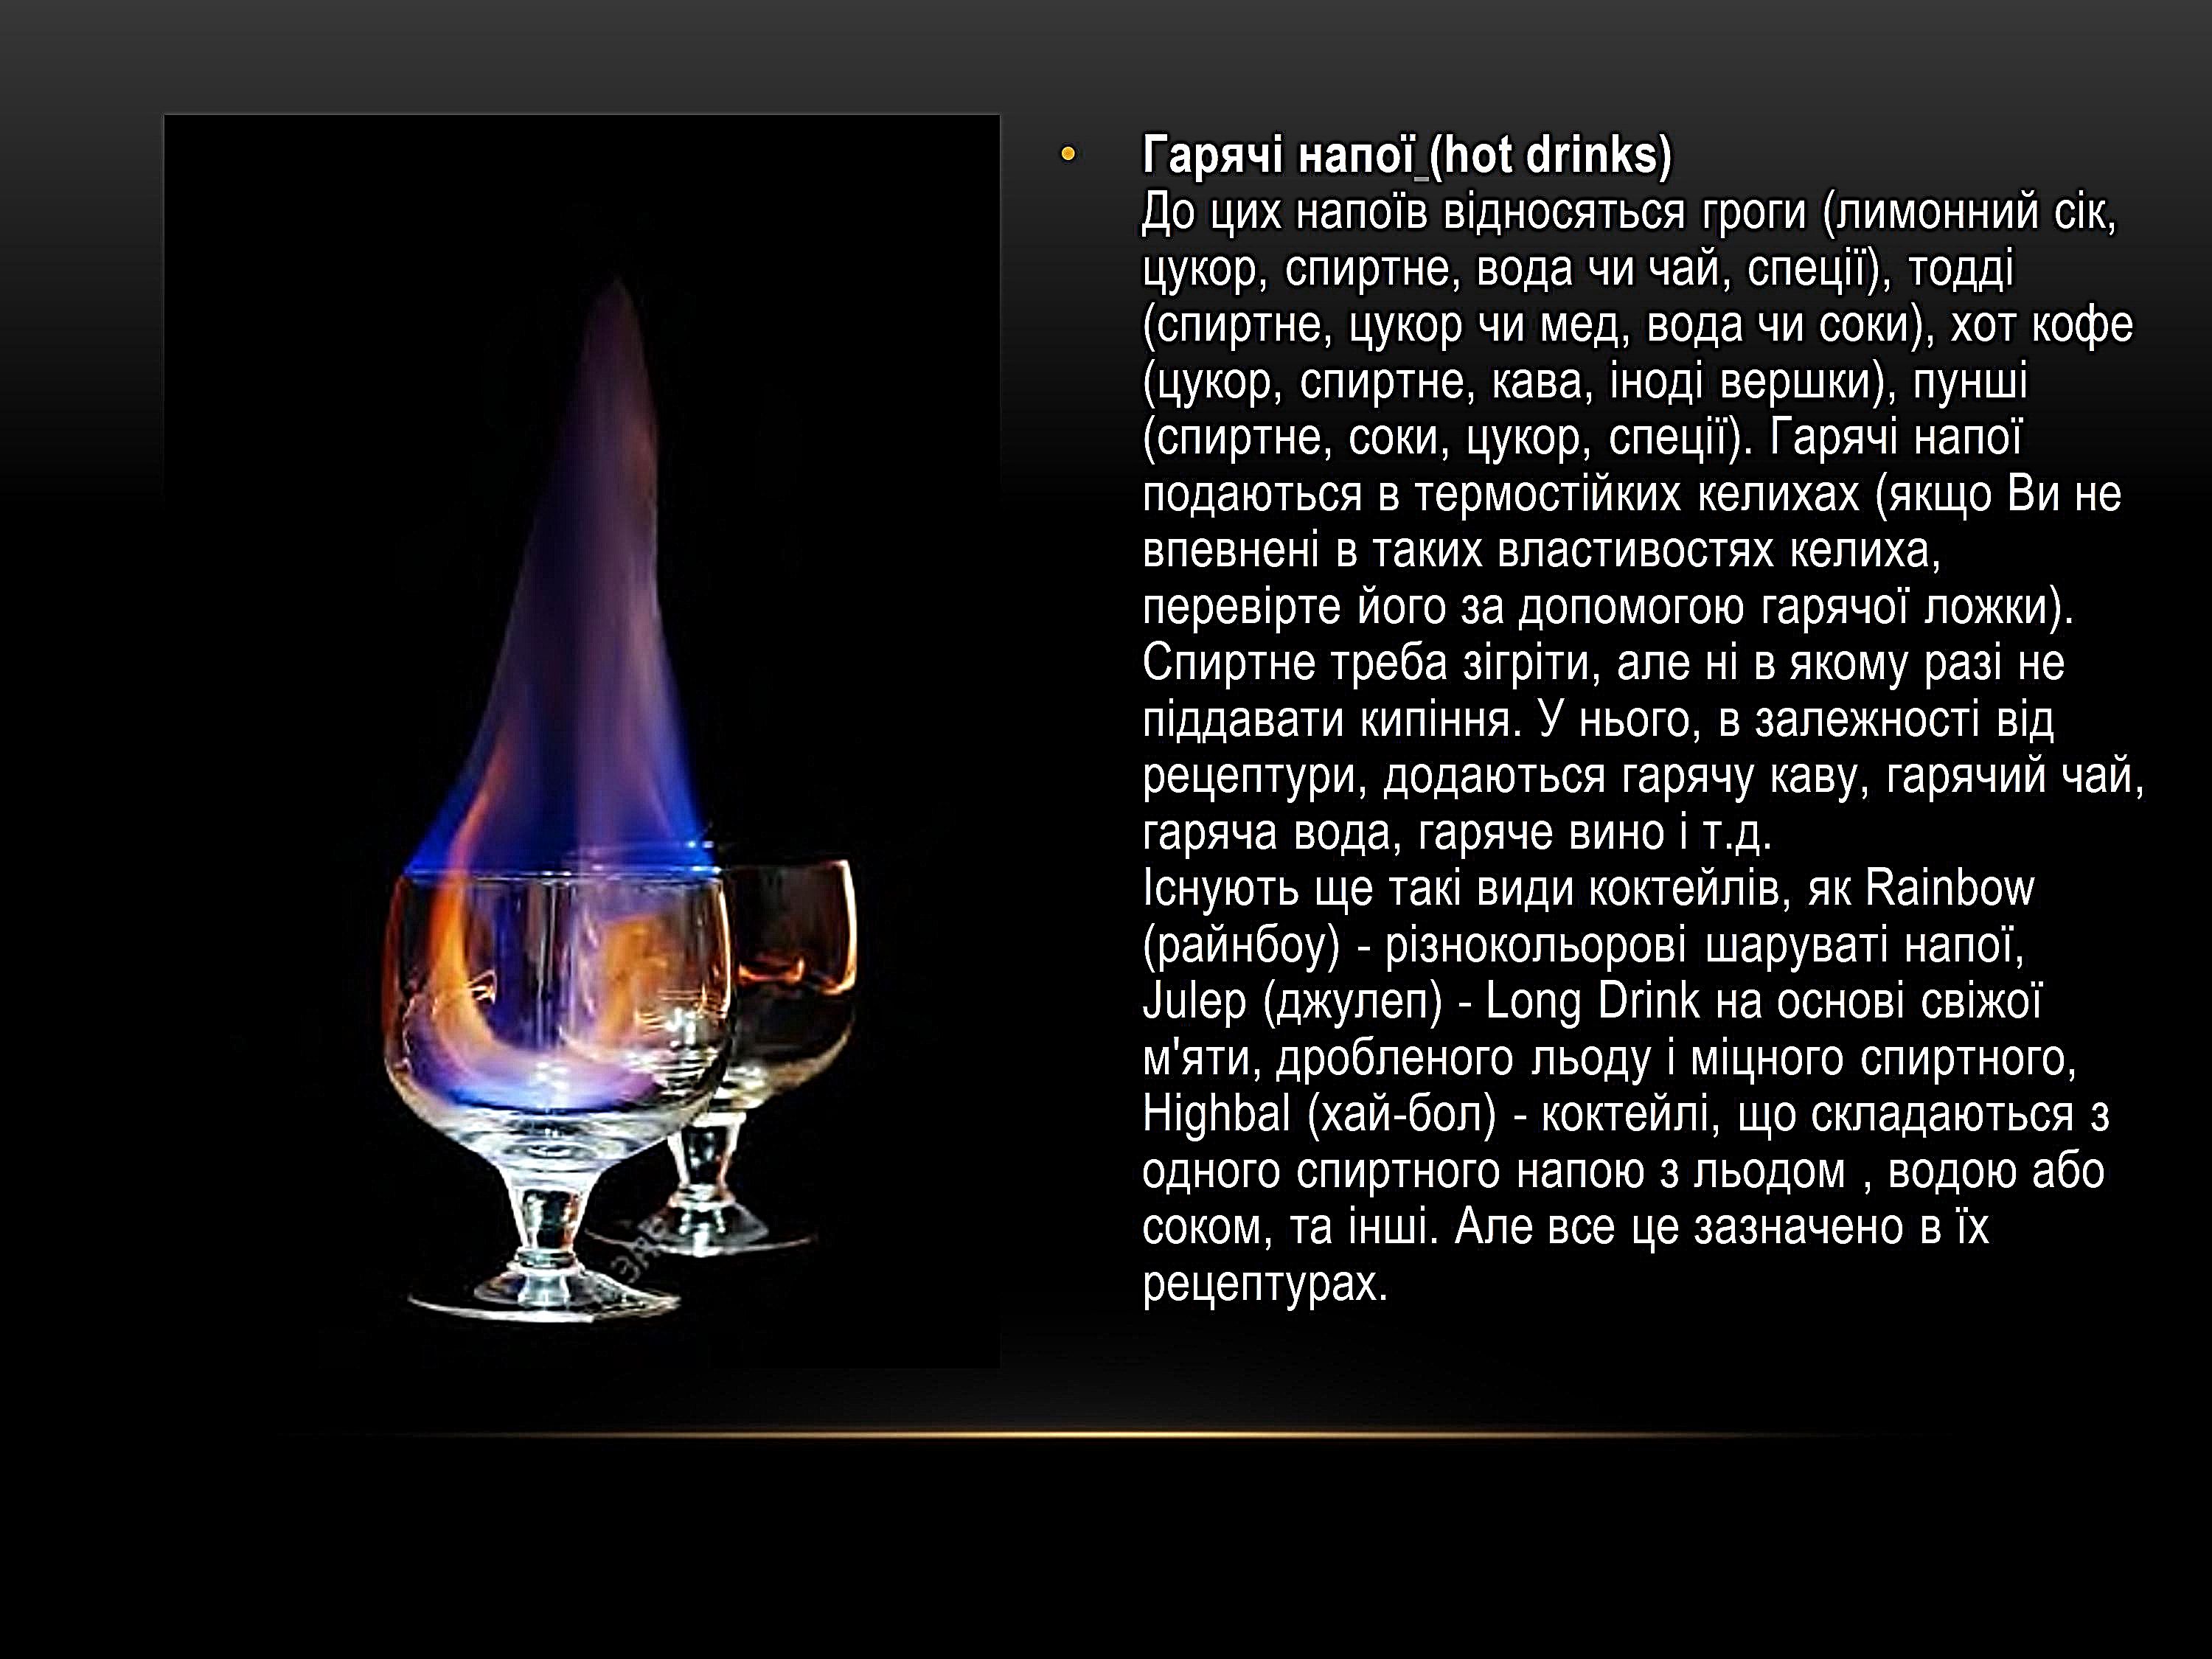 Гарячі напої (hot drinks)
До цих напоїв відносяться гроги (лимонний сік,
цукор, спиртне, вода чи чай, спеції), тодді
(спиртне, цукор чи мед, вода чи соки), хот кофе
(цукор, спиртне, кава, іноді вершки), пунші
(спиртне, соки, цукор, спеції). Гарячі напої
подаються в термостійких келихах (якщо Ви не
впевнені в таких властивостях келиха,
перевірте його за допомогою гарячої ложки).
Спиртне треба зігріти, але ні в якому разі не
піддавати кипіння. У нього, в залежності від
рецептури, додаються гарячу каву, гарячий чай,
гаряча вода, гаряче вино і т.д.
Існують ще такі види коктейлів, як Rainbow
(райнбоу) - різнокольорові шаруваті напої,
Julep (джулеп) - Long Drink на основі свіжої
м'яти, дробленого льоду і міцного спиртного,
Highbal (хай-бол) - коктейлі, що складаються з
одного спиртного напою з льодом , водою або
соком, та інші. Але все це зазначено в їх
рецептурах.